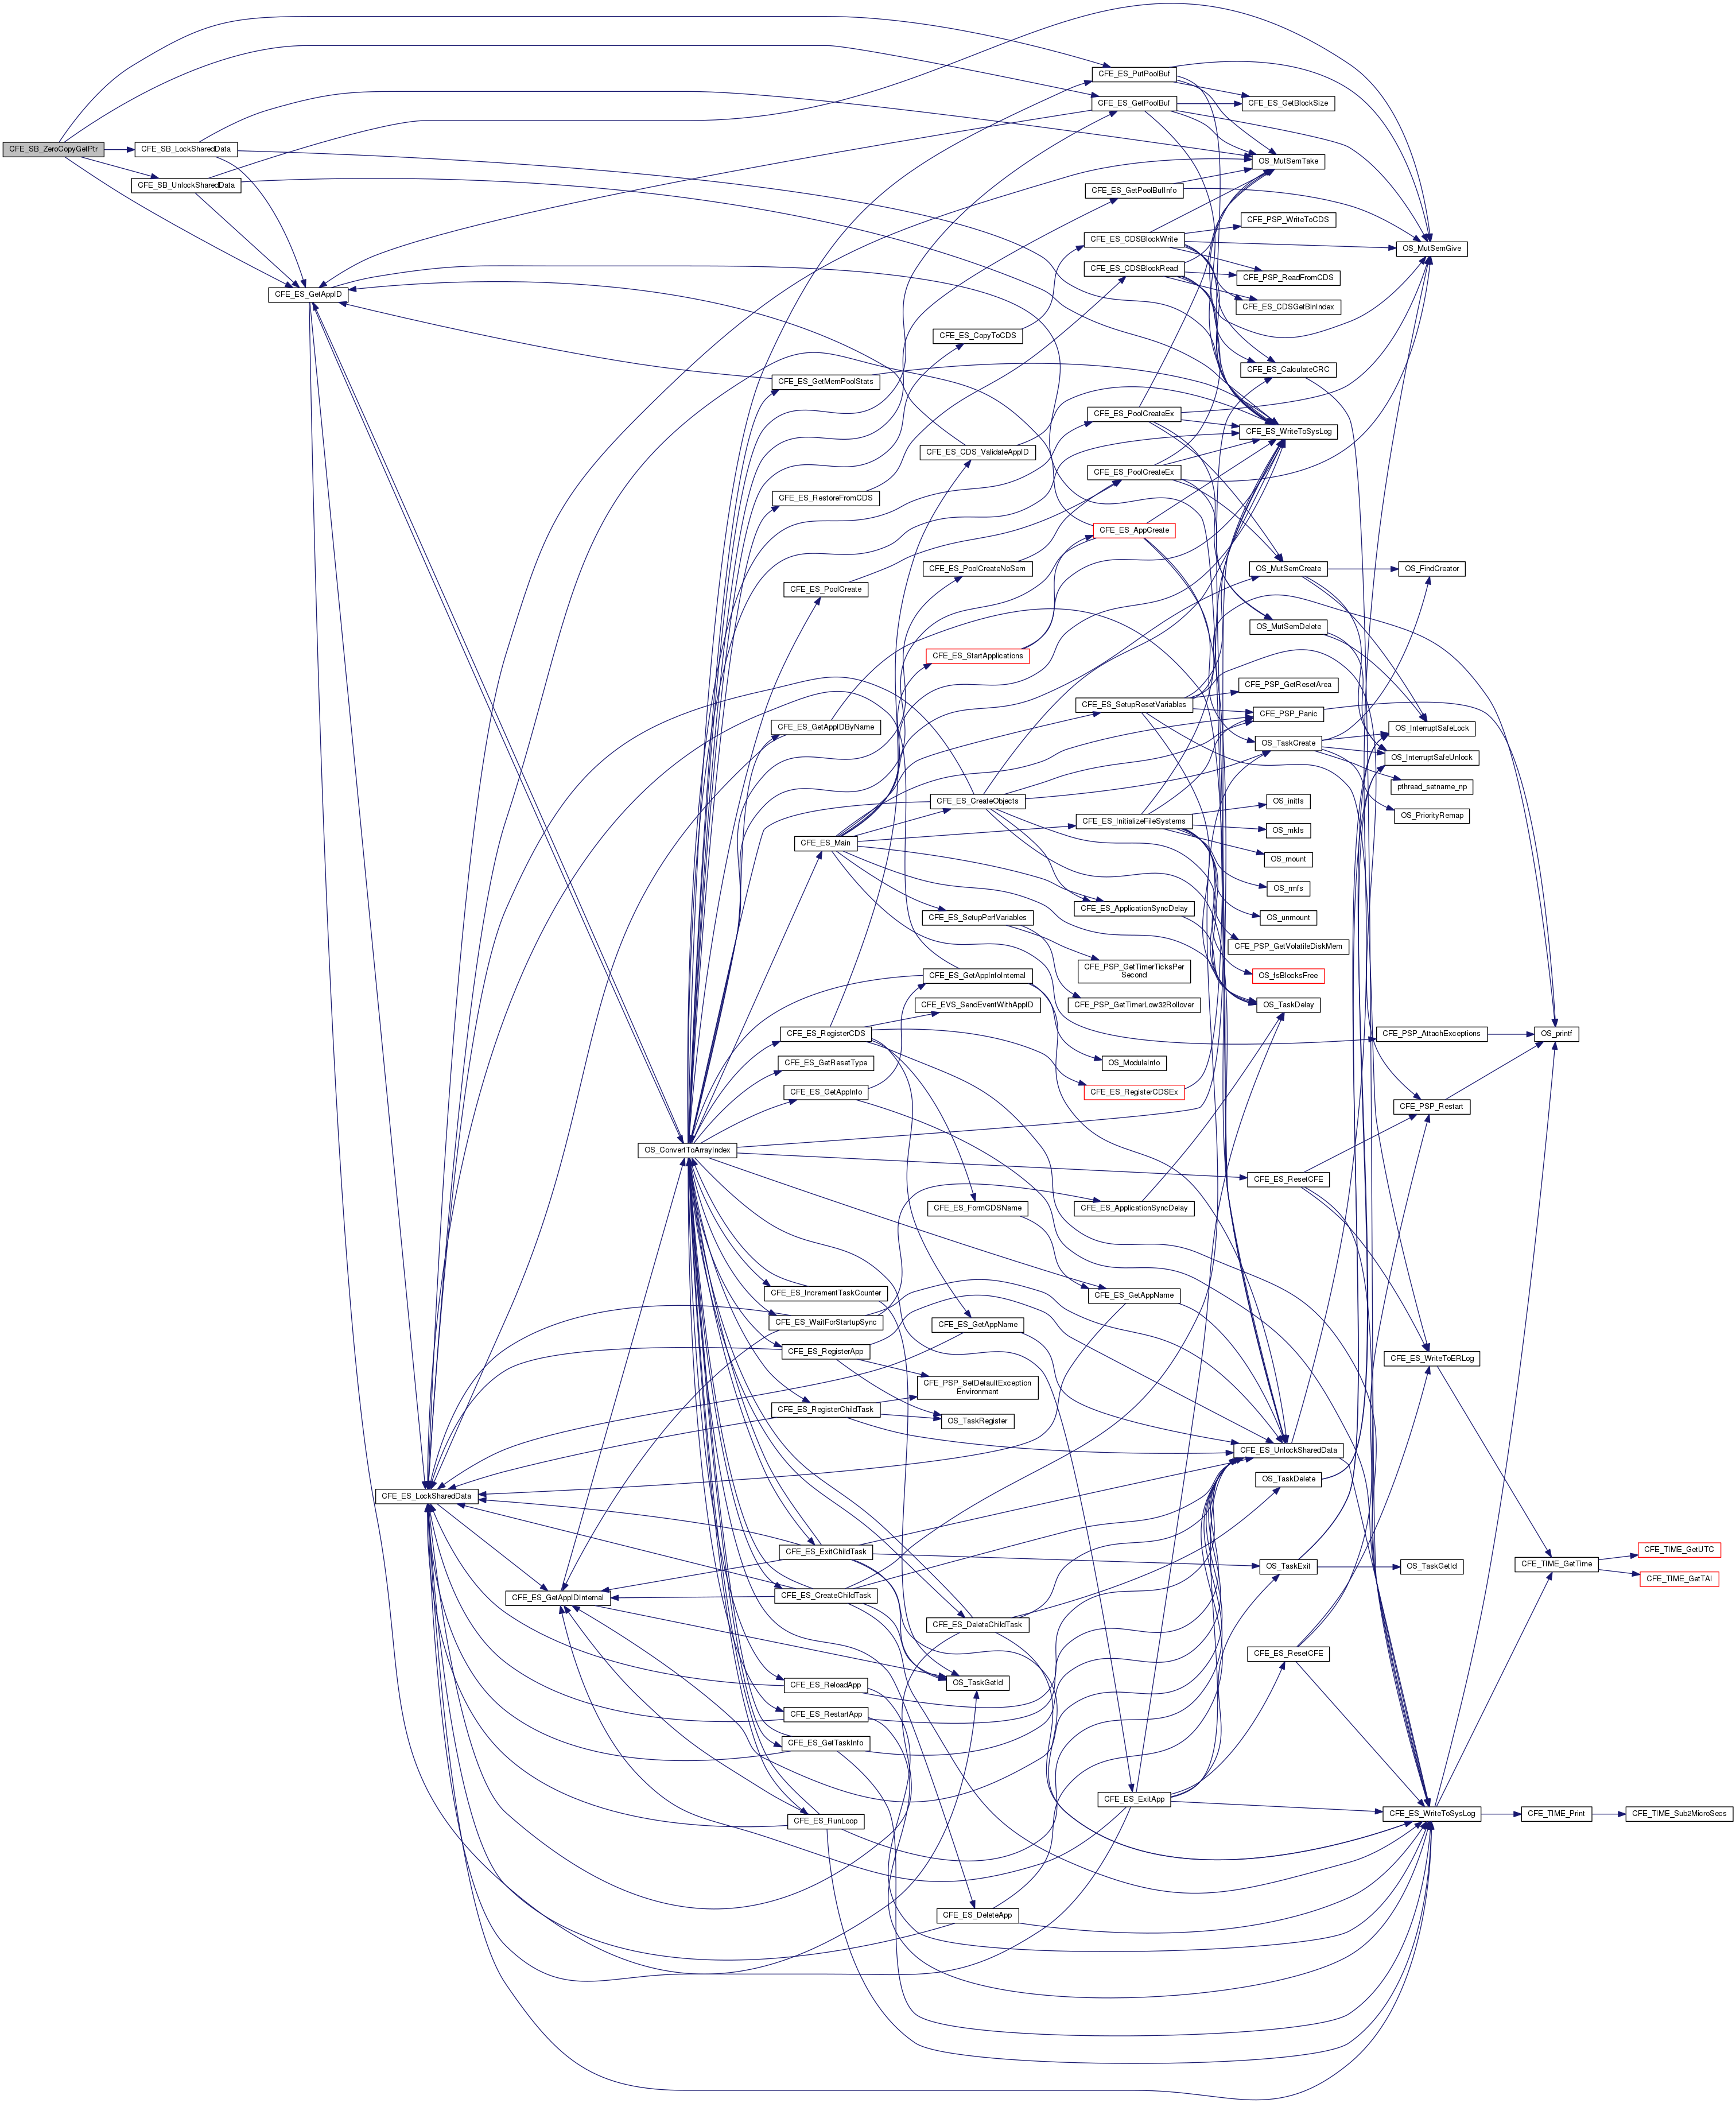 CFE_SB_ZeroCopyGetPtr
CFE_SB_LockSharedData
CFE_SB_UnlockSharedData
CFE_ES_GetAppID
CFE_ES_LockSharedData
CFE_ES_GetAppIDInternal
OS_ConvertToArrayIndex
CFE_ES_GetMemPoolStats
CFE_ES_RestoreFromCDS
CFE_ES_PoolCreate
CFE_ES_GetAppIDByName
CFE_ES_Main
CFE_ES_RegisterCDS
CFE_ES_GetResetType
CFE_ES_GetAppInfo
CFE_ES_IncrementTaskCounter
CFE_ES_WaitForStartupSync
CFE_ES_RegisterApp
CFE_ES_RegisterChildTask
CFE_ES_ExitChildTask
CFE_ES_CreateChildTask
CFE_ES_ReloadApp
CFE_ES_RestartApp
CFE_ES_GetTaskInfo
CFE_ES_RunLoop
CFE_ES_CopyToCDS
CFE_ES_CDS_ValidateAppID
CFE_ES_PoolCreateNoSem
CFE_ES_StartApplications
CFE_ES_CreateObjects
CFE_ES_SetupPerfVariables
CFE_ES_GetAppInfoInternal
CFE_EVS_SendEventWithAppID
CFE_ES_FormCDSName
CFE_ES_GetAppName
CFE_PSP_SetDefaultException
Environment
OS_TaskRegister
CFE_ES_DeleteChildTask
OS_TaskGetId
CFE_ES_DeleteApp
CFE_ES_PutPoolBuf
CFE_ES_GetPoolBuf
CFE_ES_GetPoolBufInfo
CFE_ES_CDSBlockWrite
CFE_ES_CDSBlockRead
CFE_ES_PoolCreateEx
CFE_ES_PoolCreateEx
CFE_ES_AppCreate
CFE_ES_SetupResetVariables
CFE_ES_InitializeFileSystems
CFE_ES_ApplicationSyncDelay
CFE_PSP_GetTimerTicksPer
Second
CFE_PSP_GetTimerLow32Rollover
OS_ModuleInfo
CFE_ES_RegisterCDSEx
CFE_ES_ApplicationSyncDelay
CFE_ES_GetAppName
CFE_ES_ExitApp
CFE_ES_GetBlockSize
OS_MutSemTake
CFE_PSP_WriteToCDS
CFE_PSP_ReadFromCDS
CFE_ES_CDSGetBinIndex
CFE_ES_CalculateCRC
CFE_ES_WriteToSysLog
OS_MutSemCreate
OS_MutSemDelete
CFE_PSP_GetResetArea
CFE_PSP_Panic
OS_TaskCreate
OS_initfs
OS_mkfs
OS_mount
OS_rmfs
OS_unmount
CFE_PSP_GetVolatileDiskMem
OS_fsBlocksFree
OS_TaskDelay
CFE_ES_ResetCFE
CFE_ES_UnlockSharedData
OS_TaskDelete
OS_TaskExit
CFE_ES_ResetCFE
OS_MutSemGive
OS_FindCreator
OS_InterruptSafeLock
OS_InterruptSafeUnlock
pthread_setname_np
OS_PriorityRemap
CFE_PSP_AttachExceptions
CFE_PSP_Restart
CFE_ES_WriteToERLog
OS_TaskGetId
CFE_ES_WriteToSysLog
OS_printf
CFE_TIME_GetTime
CFE_TIME_Print
CFE_TIME_GetUTC
CFE_TIME_GetTAI
CFE_TIME_Sub2MicroSecs